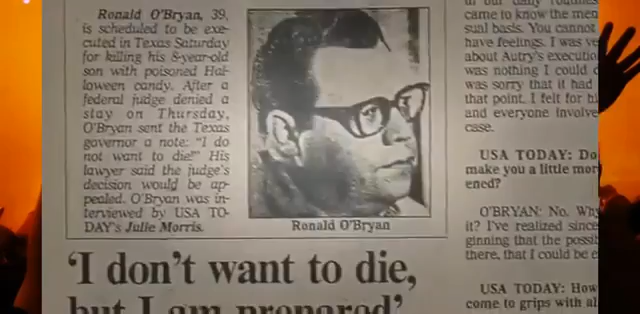 Ronald O'Bryan, 39,
is scheduled to be exe-
cuted in Texas Saturday
for killing his 8-year-old
son with poisoned Hal-
loween candy. After a
federal judge denied a
stay on Thursday,
O'Bryan sent the Texas
governor a note: "I do
not want to die!" His
lawyer said the judge's
decision would be ap-
pealed. O'Bryan was in-
terviewed by USA TO-
DAY's Julie Morris.
Ronald O'Bryan
'I don't want to die,
but I am prepared'
came to know the men
sual basis. You cannot
have feelings. I was ve
about Autry's executio
was nothing I could
was sorry that it had
that point. I felt for hi
and everyone involve
case.
USA TODAY: Do
make you a little mor
ened?
O'BRYAN: No. Why
it? I've realized since
ginning that the possib
there, that I could be e
USA TODAY: How
come to grips with al